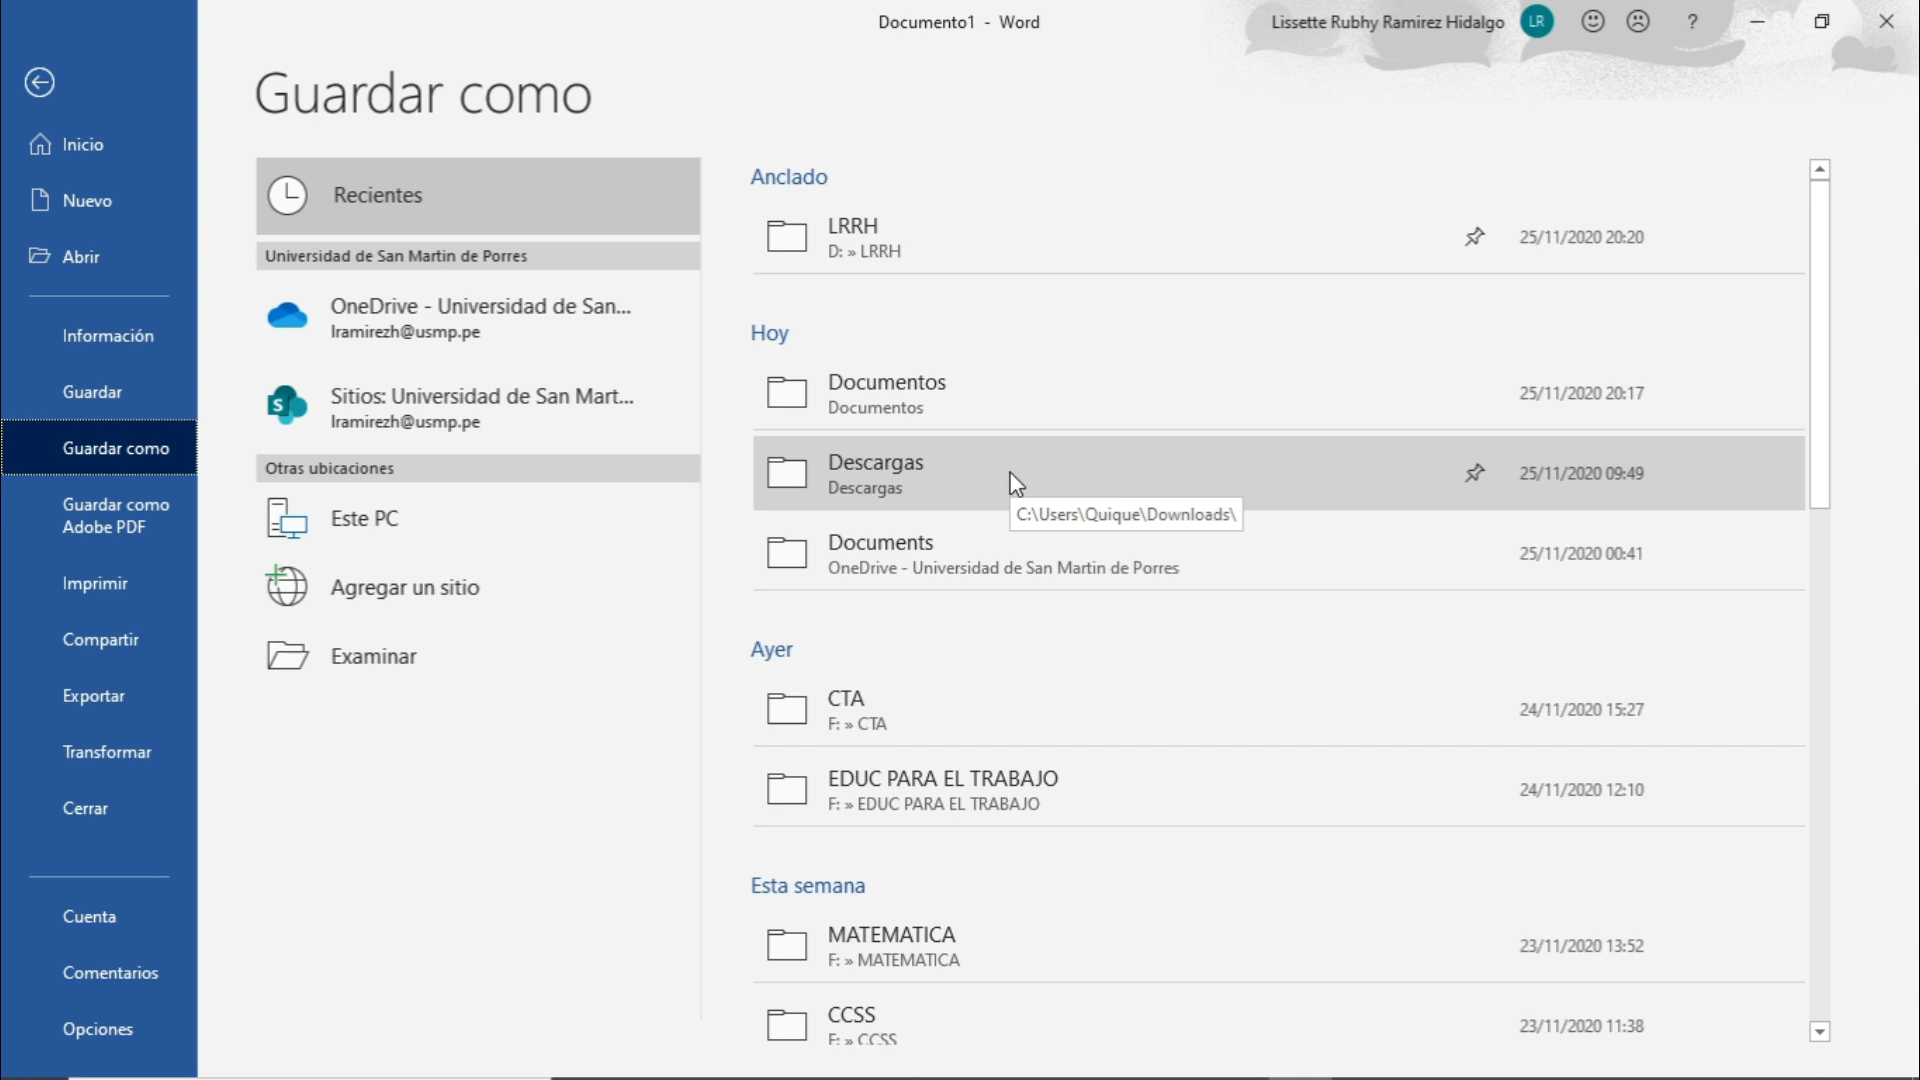 Documento1 - Word
Lissette Rubhy Ramirez Hidalgo
LR
?
Inicio
Nuevo
Abrir
Información
Guardar
Guardar como
Guardar como
Adobe PDF
Imprimir
Compartir
Exportar
Transformar
Cerrar
Cuenta
Comentarios
Opciones
Guardar como
Recientes
Universidad de San Martin de Porres
OneDrive - Universidad de San...
lramirezh@usmp.pe
S
Sitios: Universidad de San Mart...
lramirezh@usmp.pe
Otras ubicaciones
Este PC
Agregar un sitio
Examinar
Anclado
LRRH
D: » LRRH
25/11/2020 20:20
Hoy
Documentos
Documentos
25/11/2020 20:17
Descargas
Descargas
25/11/2020 09:49
C:\Users\Quique\Downloads\
Documents
OneDrive - Universidad de San Martin de Porres
25/11/2020 00:41
Ayer
CTA
F: » CTA
24/11/2020 15:27
EDUC PARA EL TRABAJO
F: » EDUC PARA EL TRABAJO
24/11/2020 12:10
Esta semana
MATEMATICA
F: » MATEMATICA
23/11/2020 13:52
CCSS
F: » CCSS
23/11/2020 11:38